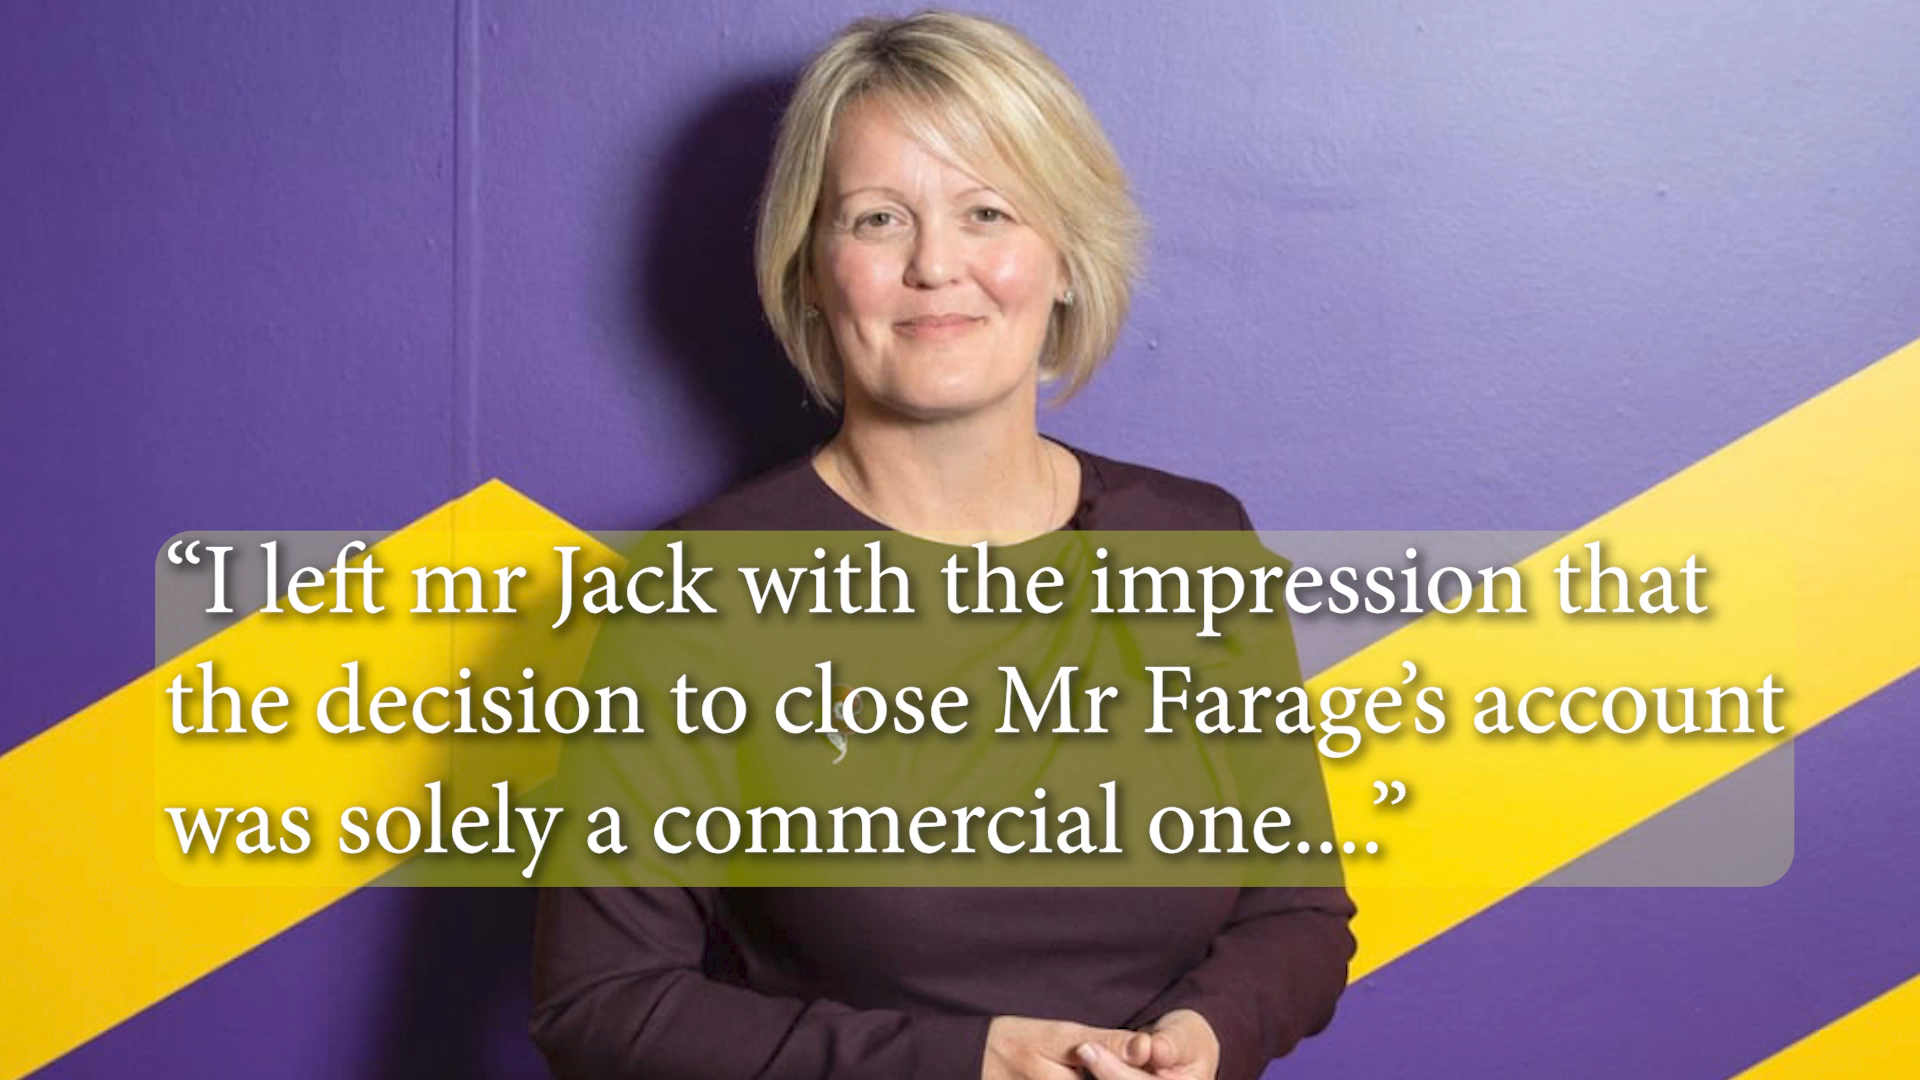 “I left mr Jack with the impression that
the decision to close Mr Farage’s account
was solely a commercial one....”